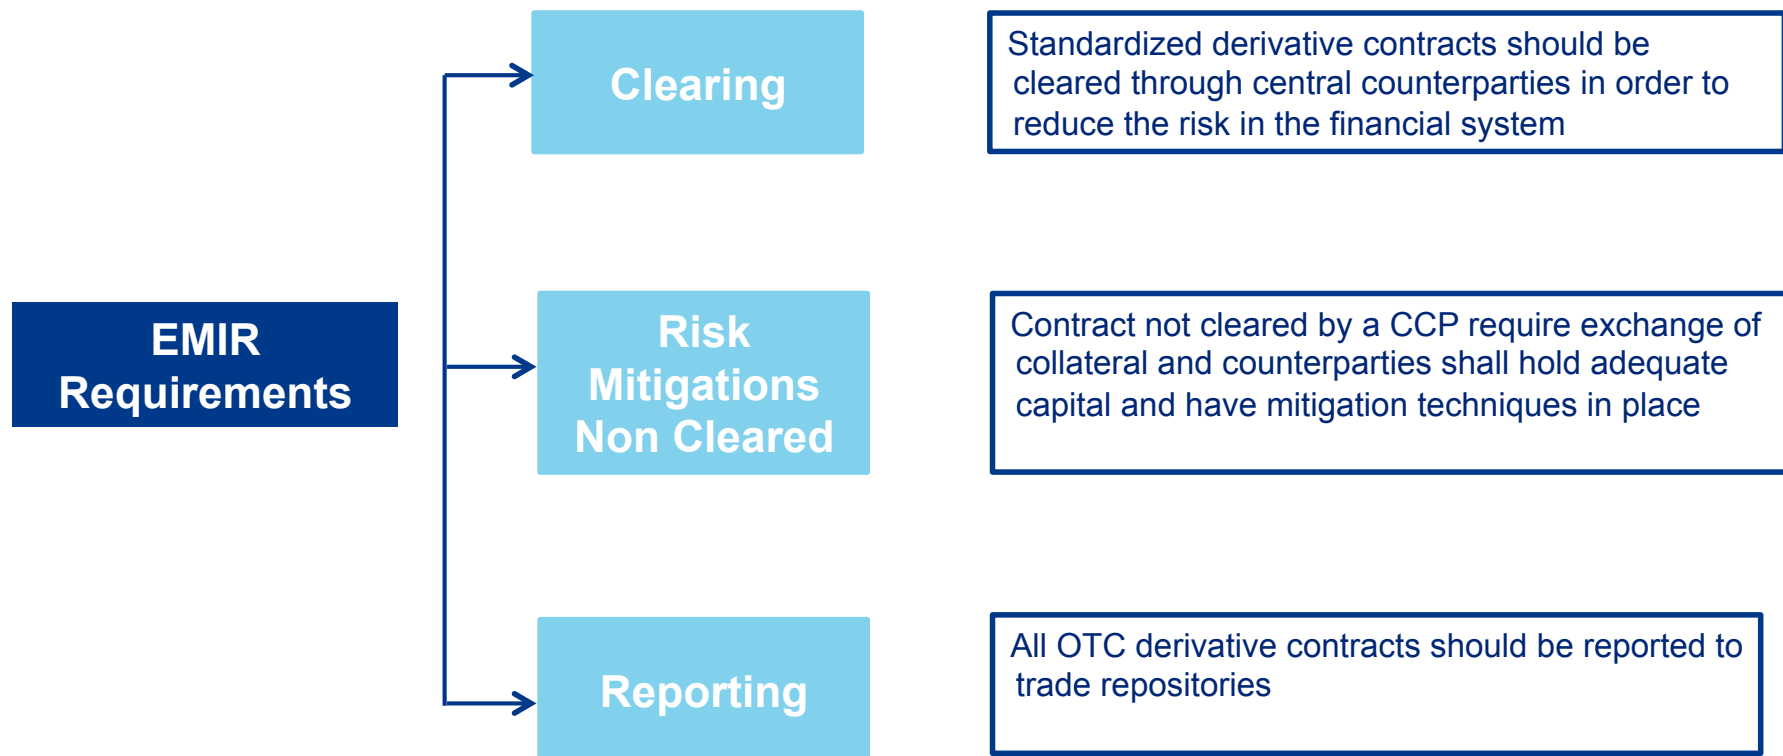 Clearing
Standardized derivative contracts should be
cleared through central counterparties in order to
reduce the risk in the financial system
EMIR
Requirements
Risk
Mitigations
Non Cleared
Contract not cleared by a CCP require exchange of
collateral and counterparties shall hold adequate
capital and have mitigation techniques in place
Reporting
All OTC derivative contracts should be reported to
trade repositories